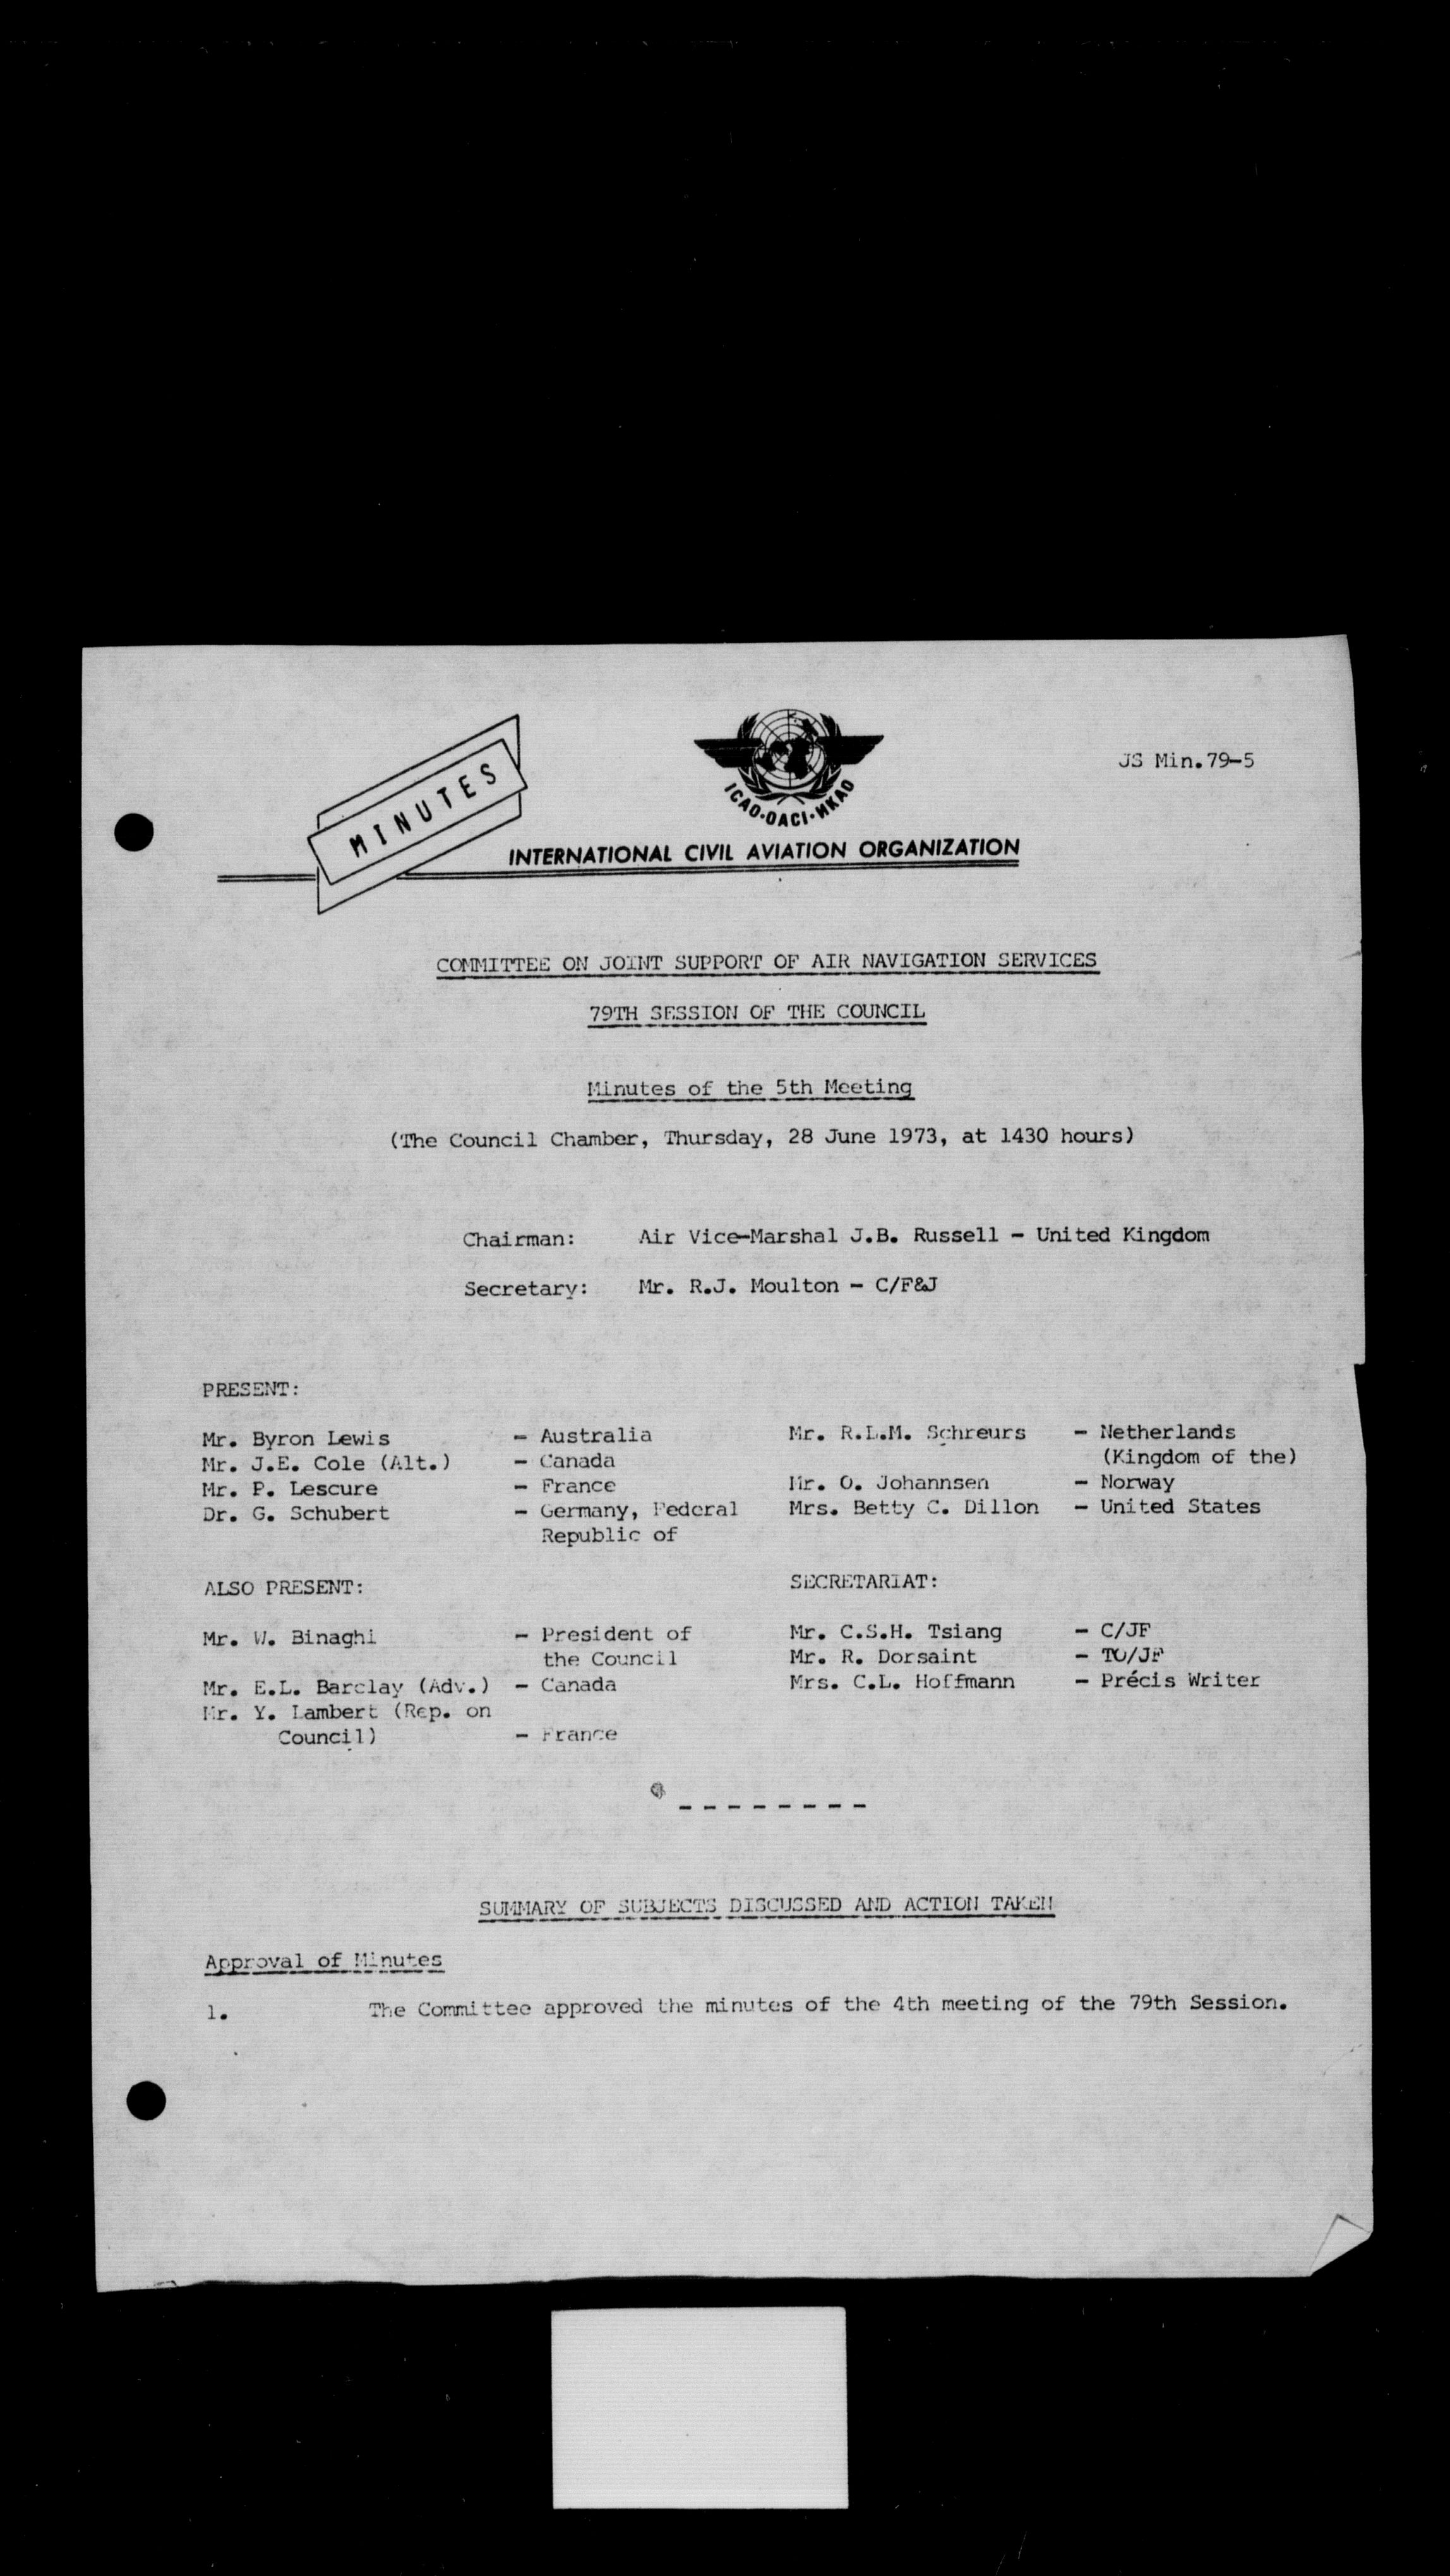 MINUTES
JS Min.79-5
ICAO·OACI·ИКАО
INTERNATIONAL CIVIL AVIATION ORGANIZATION
COMMITTEE ON JOINT SUPPORT OF AIR NAVIGATION SERVICES
79TH SESSION OF THE COUNCIL
Minutes of the 5th Meeting
(The Council Chamber, Thursday, 28 June 1973, at 1430 hours)
Chairman: Air Vice-Marshal J.B. Russell - United Kingdom
Secretary: Mr. R.J. Moulton - C/F&J
PRESENT:
Mr. Byron Lewis - Australia
Mr. J.E. Cole (Alt.) - Canada
Mr. P. Lescure - France
Dr. G. Schubert - Germany, Federal
Republic of
Mr. R.L.M. Schreurs - Netherlands
(Kingdom of the)
Mr. O. Johannsen - Norway
Mrs. Betty C. Dillon - United States
ALSO PRESENT:
Mr. W. Binaghi - President of
the Council
Mr. E.L. Barclay (Adv.) - Canada
Mr. Y. Lambert (Rep. on
Council) - France
SECRETARIAT:
Mr. C.S.H. Tsiang - C/JF
Mr. R. Dorsaint - TO/JF
Mrs. C.L. Hoffmann - Précis Writer
--------
SUMMARY OF SUBJECTS DISCUSSED AND ACTION TAKEN
Approval of Minutes
1. The Committee approved the minutes of the 4th meeting of the 79th Session.